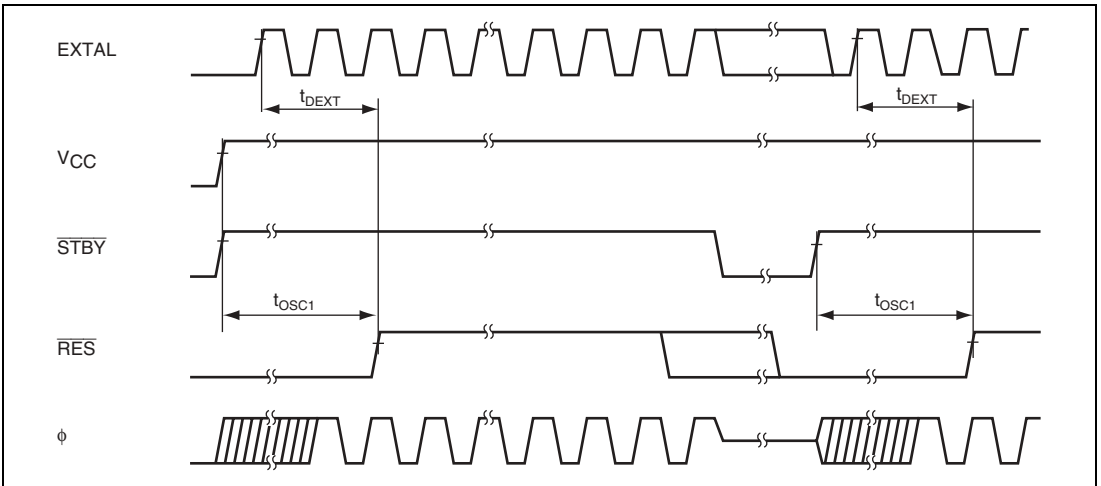 EXTAL
tDEXT
tDEXT
VCC
STBY
tOSC1
tOSC1
RES
ϕ